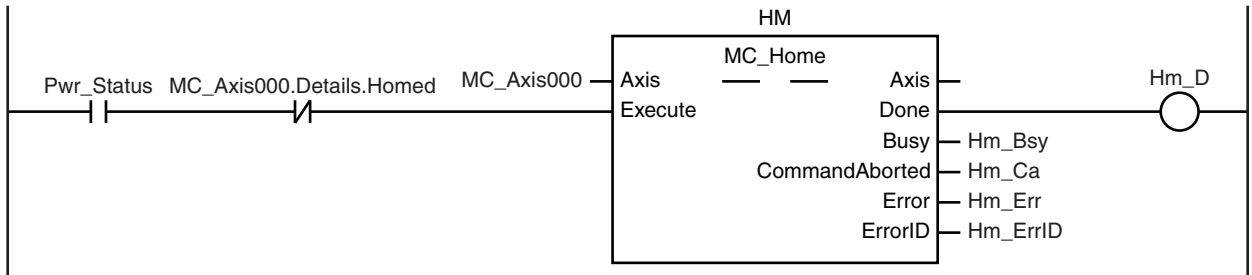 HM
MC_Home
Pwr_Status MC_Axis000.Details.Homed MC_Axis000 Axis Axis Hm_D
Execute Done
Busy Hm_Bsy
CommandAborted Hm_Ca
Error Hm_Err
ErrorID Hm_ErrID